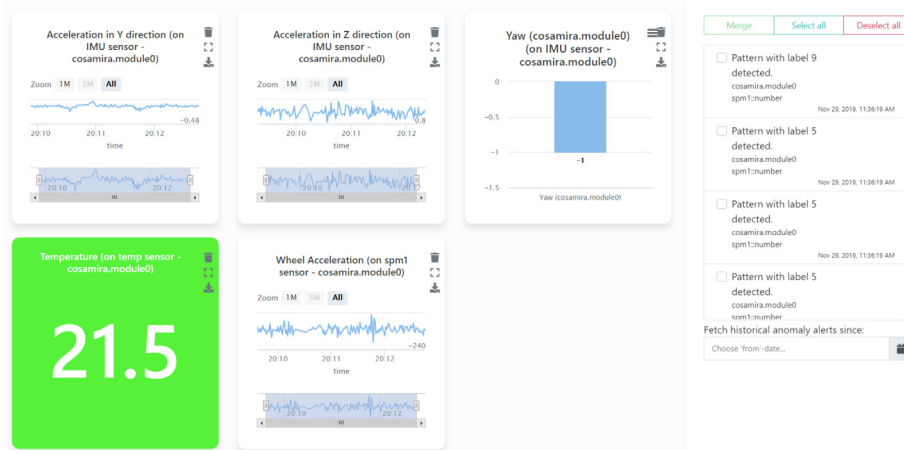 Acceleration in Y direction (on
IMU sensor -
cosamira.module0)
Zoom 1M 5M All
-0.48
20:10 20:11 20:12
time
20:10 20:12
Acceleration in Z direction (on
IMU sensor -
cosamira.module0)
Zoom 1M 5M All
0.8
20:10 20:11 20:12
time
20:10 20:12
Yaw (cosamira.module0)
(on IMU sensor -
cosamira.module0)
0
-0.5
-1
-1
-1.5
Yaw (cosamira.module0)
Temperature (on temp sensor -
cosamira.module0)
21.5
Wheel Acceleration (on spm1
sensor - cosamira.module0)
Zoom 1M 5M All
-240
20:10 20:11 20:12
time
20:10 20:12
Merge Select all Deselect all
Pattern with label 9
detected.
cosamira.module0
spm1::number
Nov 29, 2019, 11:36:19 AM
Pattern with label 5
detected.
cosamira.module0
spm1::number
Nov 29, 2019, 11:36:19 AM
Pattern with label 5
detected.
cosamira.module0
spm1::number
Nov 29, 2019, 11:36:19 AM
Pattern with label 5
detected.
cosamira.module0
spm1::number
Fetch historical anomaly alerts since:
Choose 'from'-date...